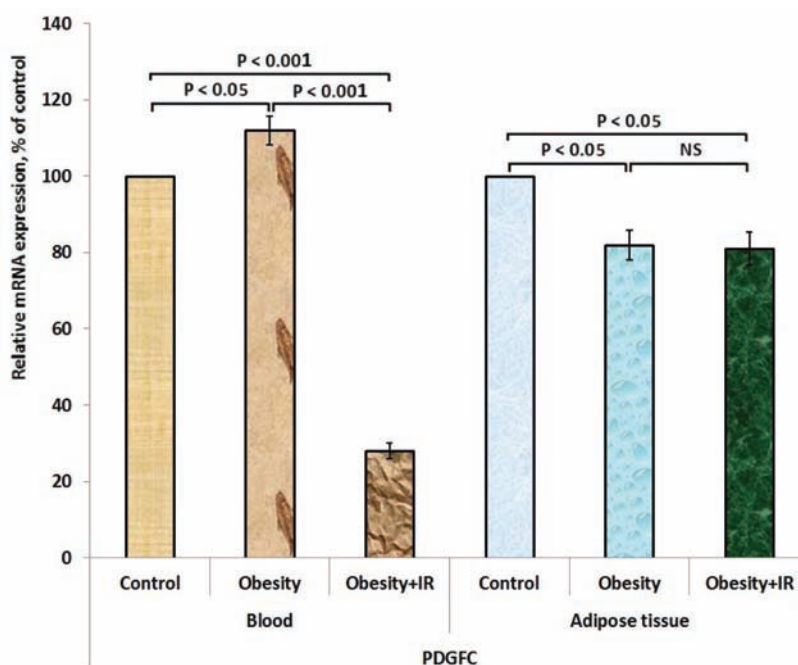 Relative mRNA expression, % of control
140
120
100
80
60
40
20
0
P < 0.001
P < 0.05
P < 0.001
P < 0.05
P < 0.05
NS
Control
Obesity
Obesity+IR
Control
Obesity
Obesity+IR
Blood
Adipose tissue
PDGFC